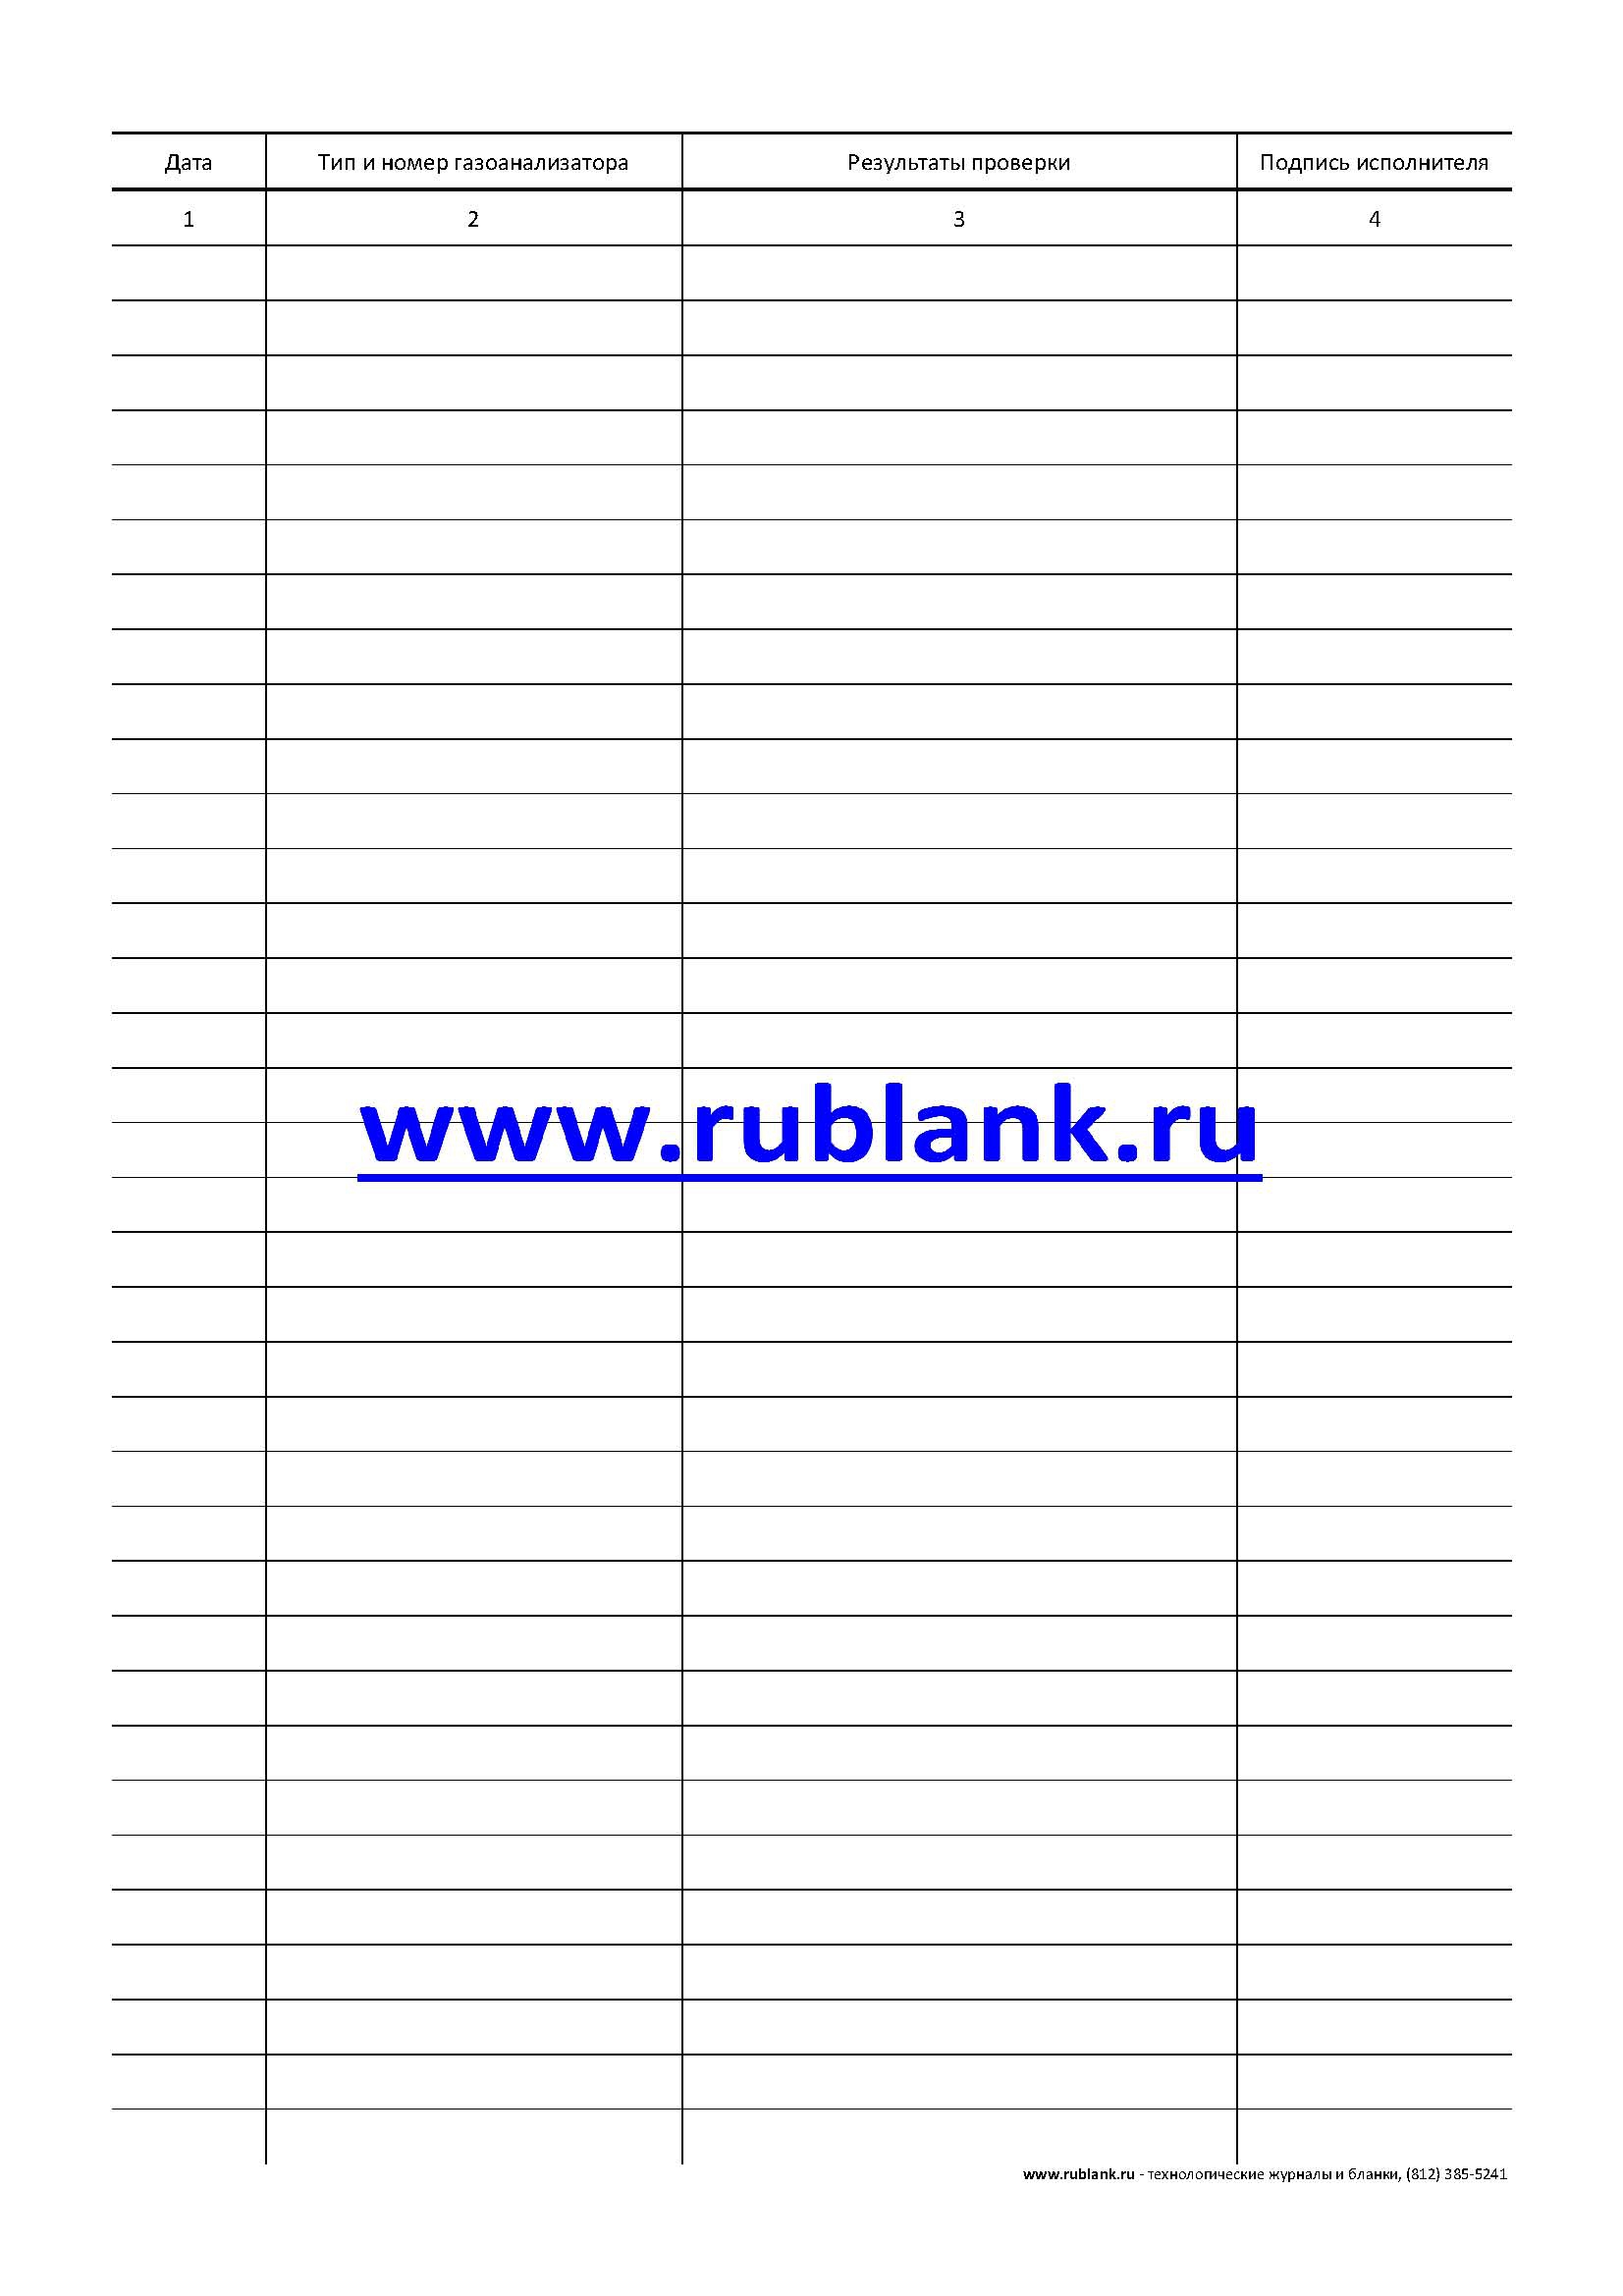 Дата Тип и номер газоанализатора Результаты проверки Подпись исполнителя
1 2 3 4
www.rublank.ru
www.rublank.ru - технологические журналы и бланки, (812) 385-5241